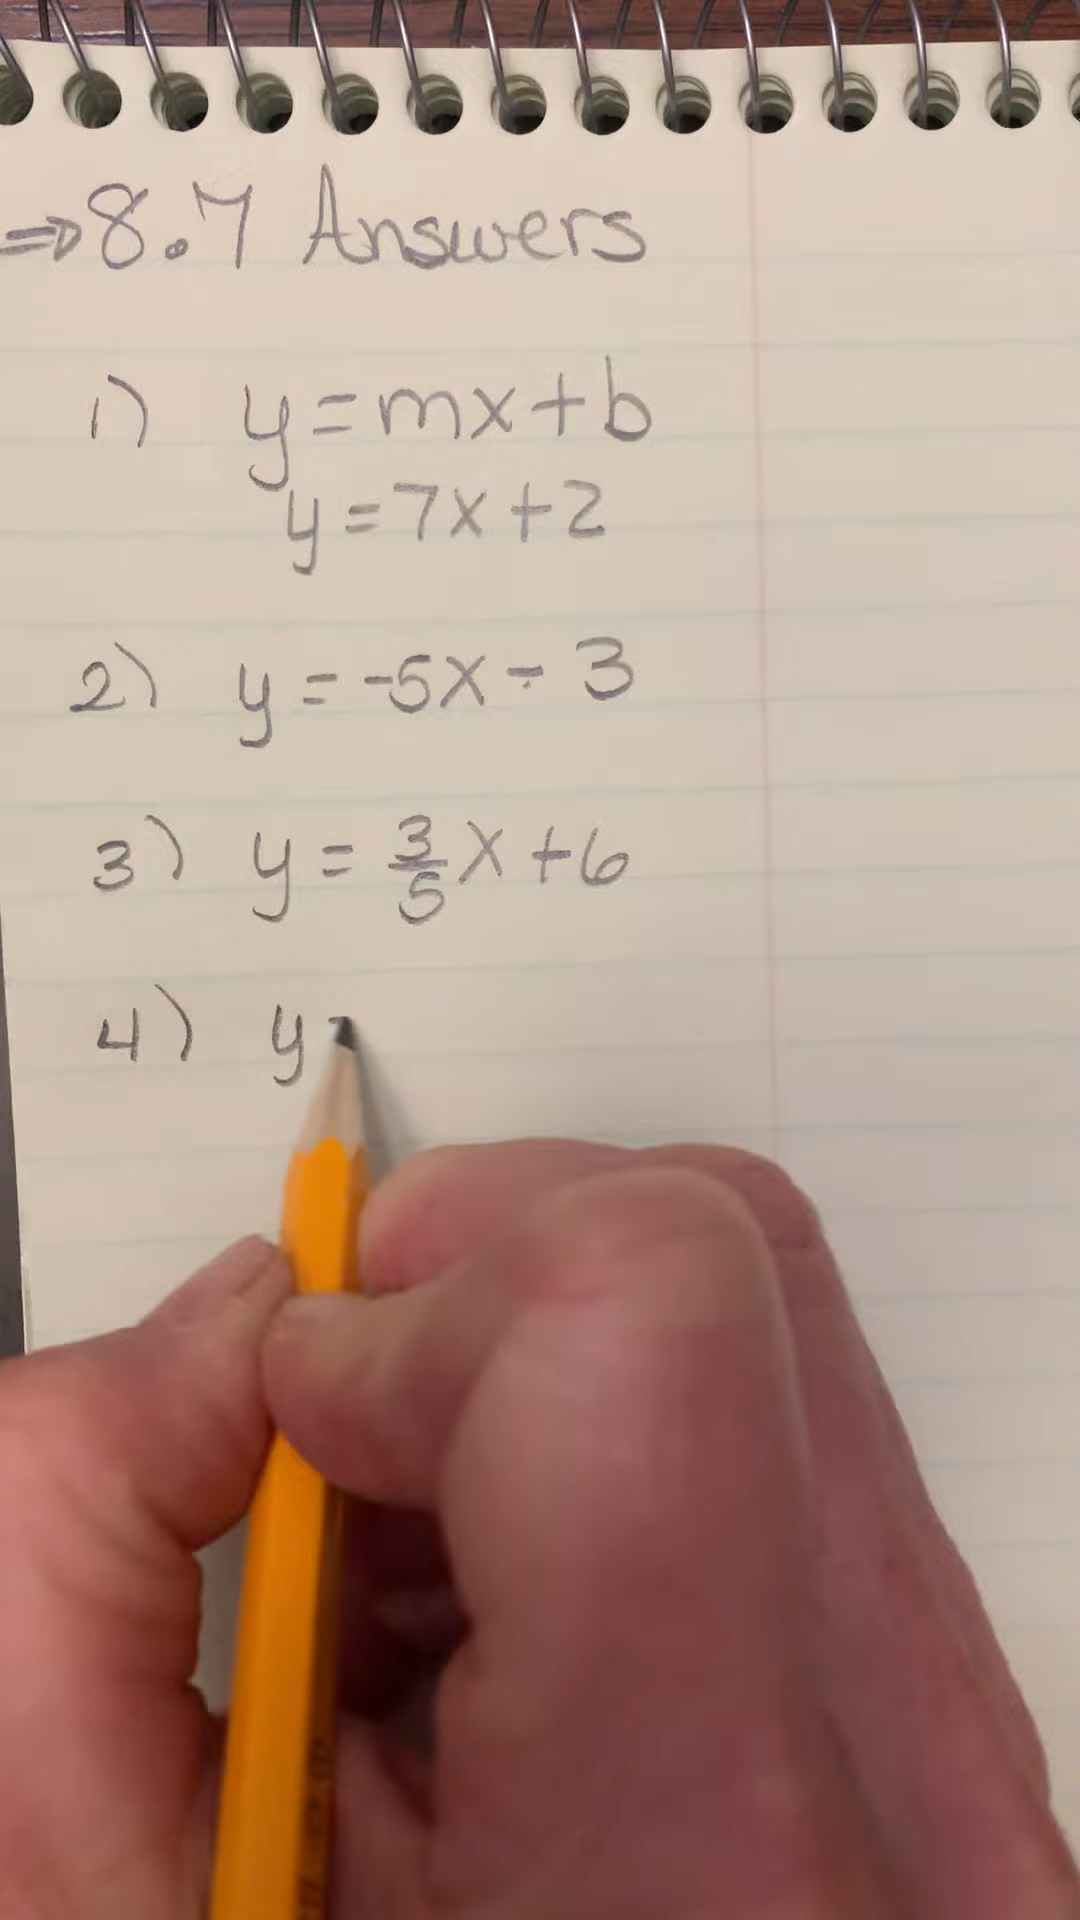 ⇒8.7 Answers
1) y=mx+b
y=7x+2
2) y=-5x-3
3) y=3/5x+6
4) y=